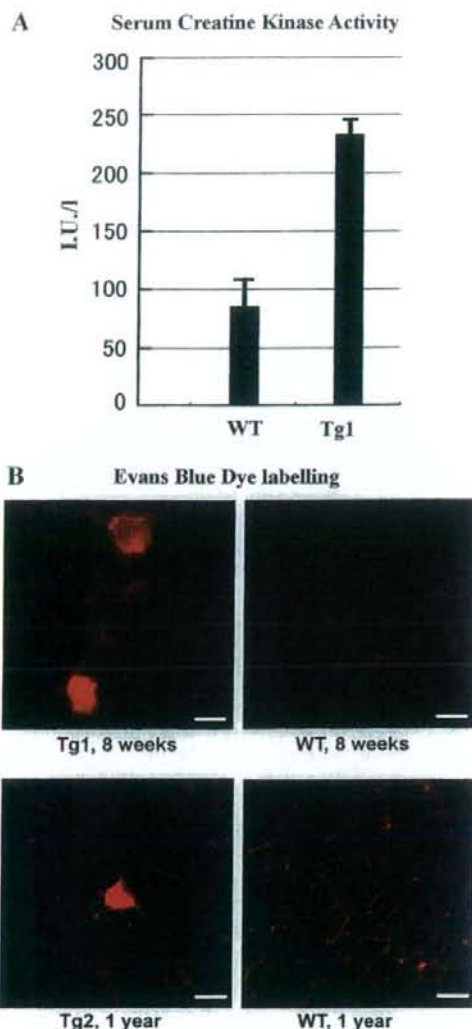 A Serum Creatine Kinase Activity
300
250
200
150
100
50
0
I.U./l
WT Tg1
B Evans Blue Dye labelling
Tg1, 8 weeks WT, 8 weeks
Tg2, 1 year WT, 1 year